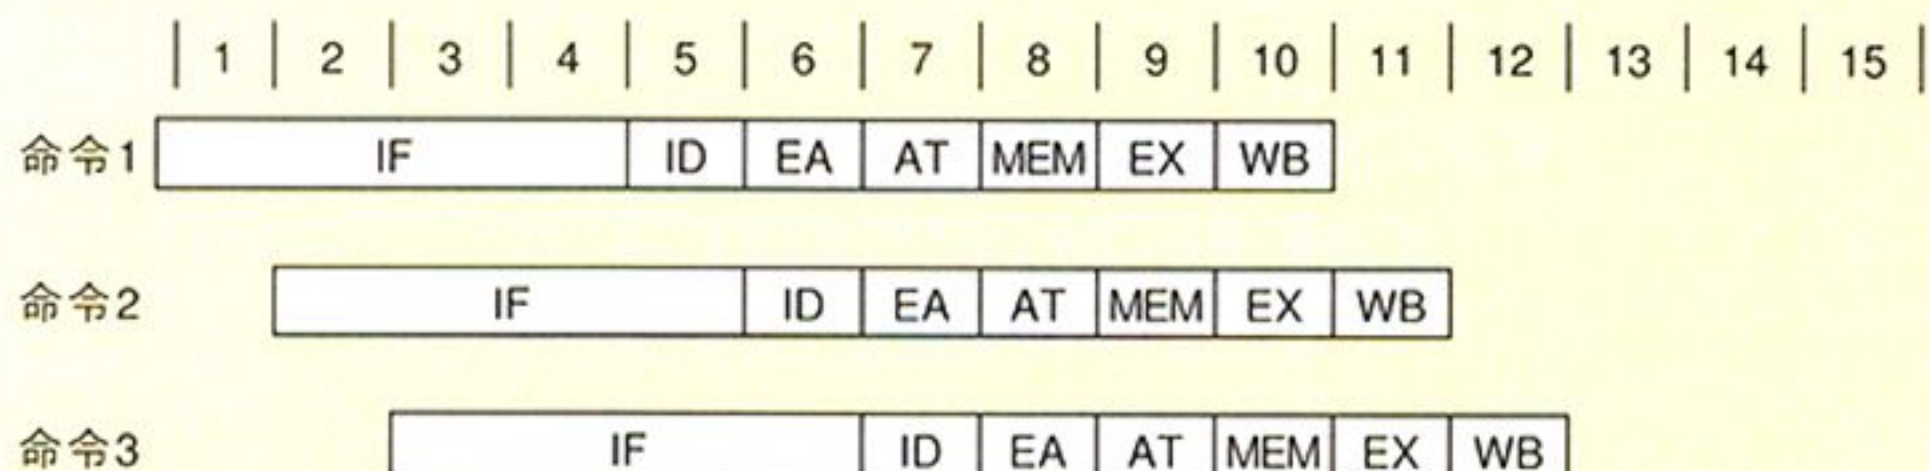 1 2 3 4 5 6 7 8 9 10 11 12 13 14 15
命令1 IF ID EA AT MEM EX WB
命令2 IF ID EA AT MEM EX WB
命令3 IF ID EA AT MEM EX WB